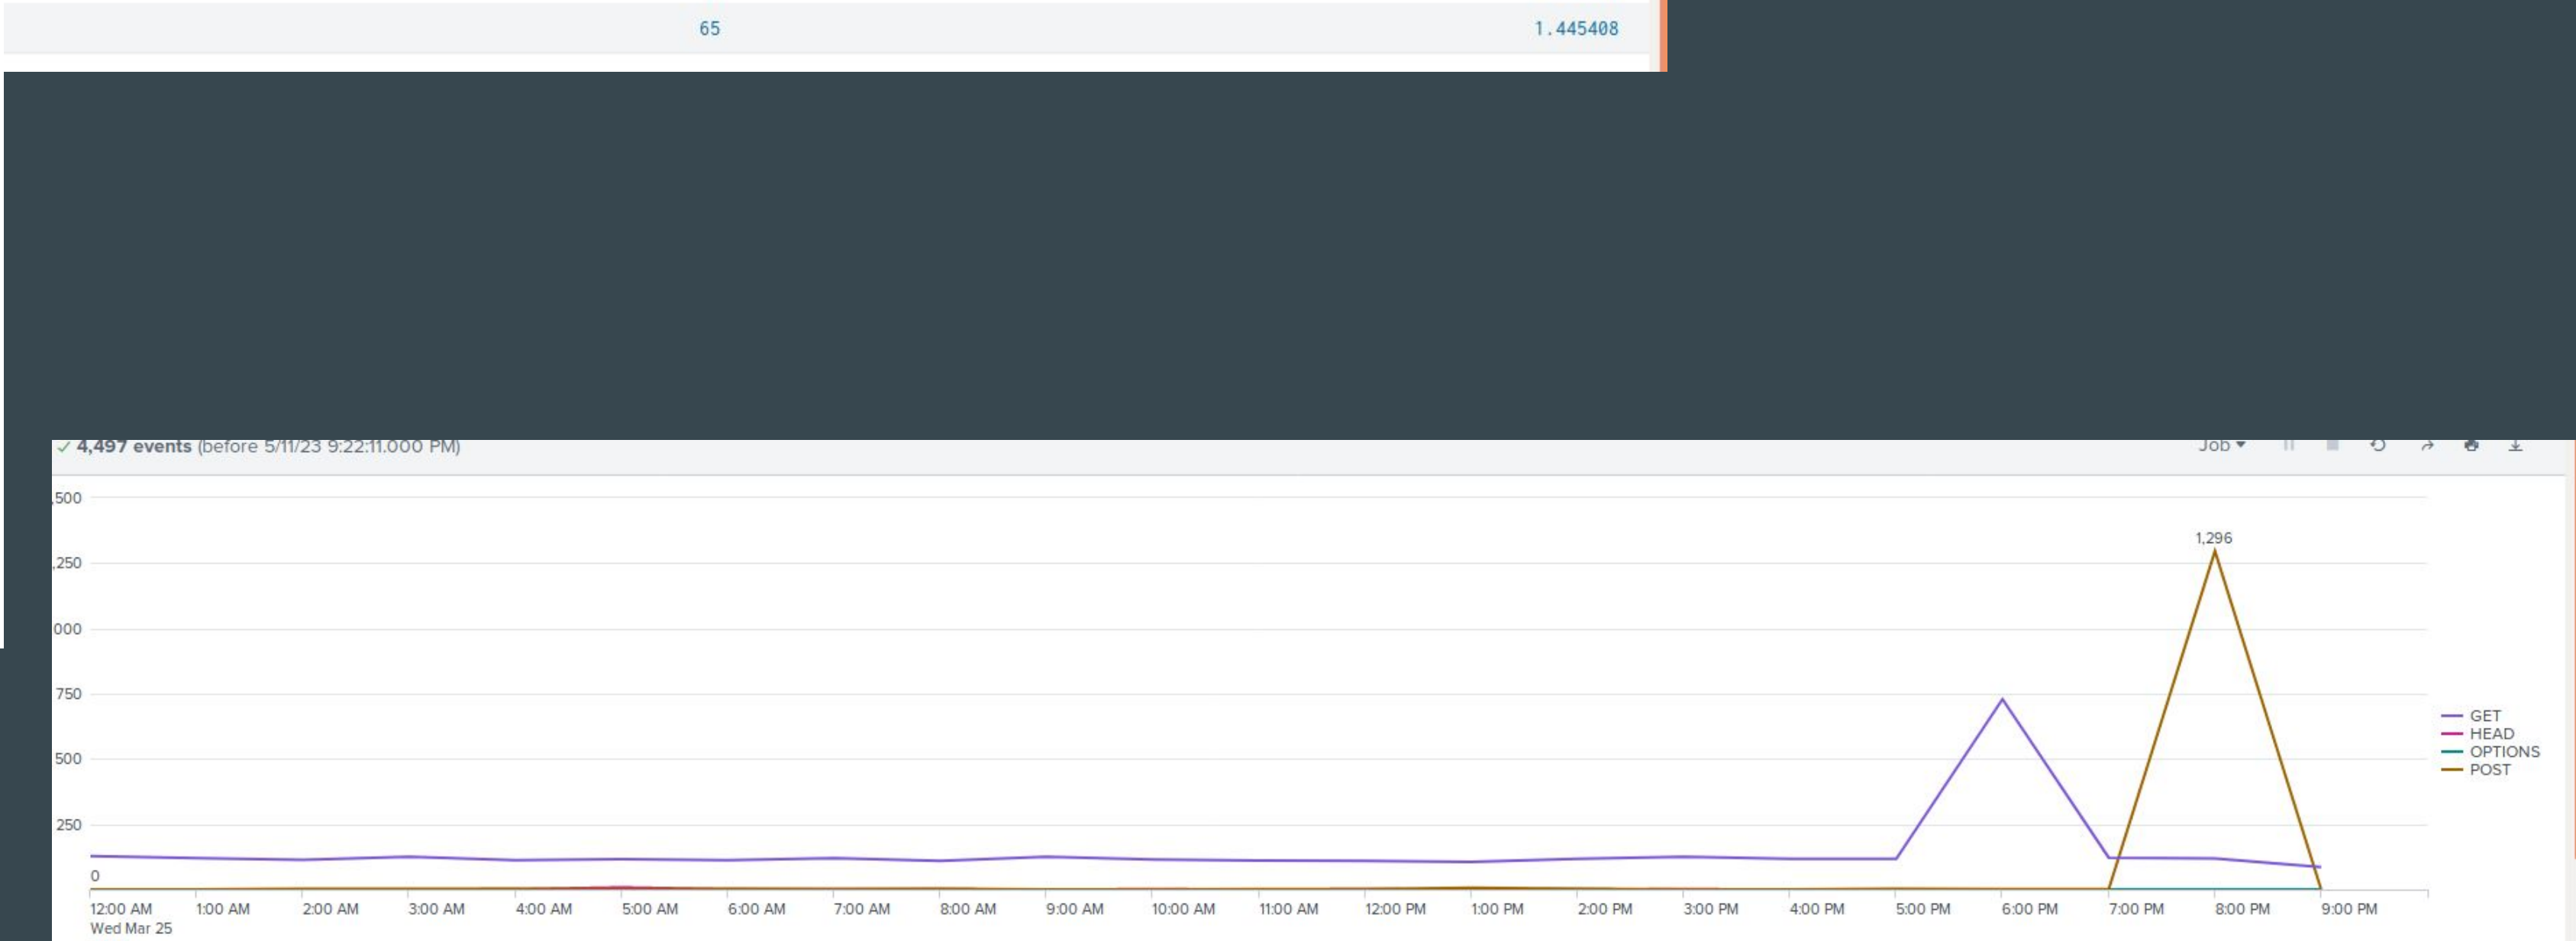 65 1.445408
4,497 events (before 5/11/23 9:22:11.000 PM) Job
,500
1,296
,250
000
750
GET
HEAD
500
OPTIONS
POST
250
0
12:00 AM 1:00 AM 2:00 AM 3:00 AM 4:00 AM 5:00 AM 6:00 AM 7:00 AM 8:00 AM 9:00 AM 10:00 AM 11:00 AM 12:00 PM 1:00 PM 2:00 PM 3:00 PM 4:00 PM 5:00 PM 6:00 PM 7:00 PM 8:00 PM 9:00 PM
Wed Mar 25